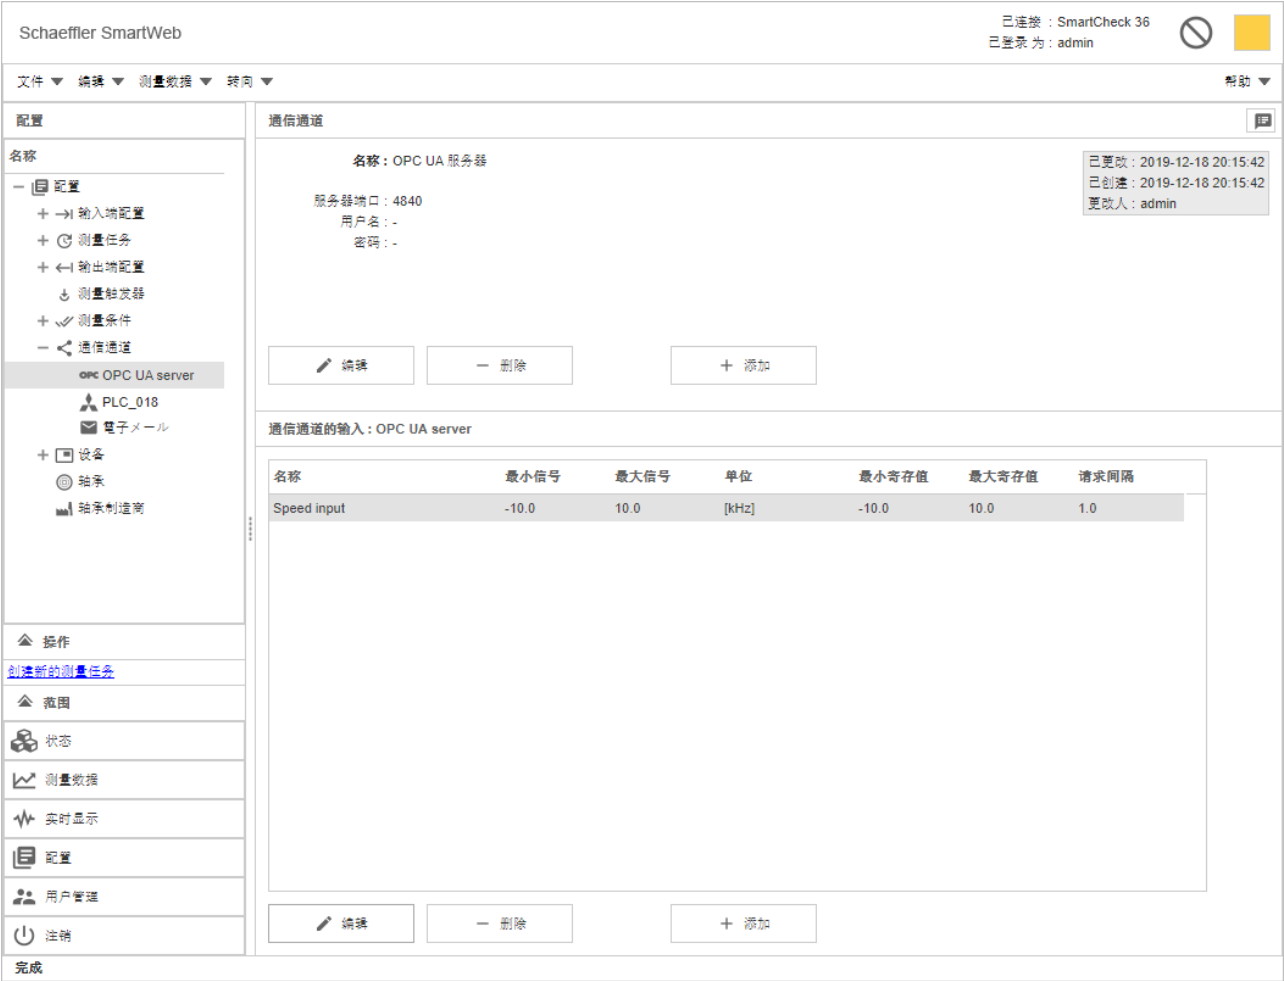 Schaeffler SmartWeb
已连接 : SmartCheck 36
已登录 为 : admin
文件 编辑 测量数据 转向 帮助
配置
名称
配置
输入端配置
测量任务
输出端配置
测量触发器
测量条件
通信通道
OPC OPC UA server
PLC_018
電子メール
设备
轴承
轴承制造商
操作
创建新的测量任务
范围
状态
测量数据
实时显示
配置
用户管理
注销
通信通道
名称 : OPC UA 服务器
服务器端口 : 4840
用户名 : -
密码 : -
已更改 : 2019-12-18 20:15:42
已创建 : 2019-12-18 20:15:42
更改人 : admin
编辑 删除 添加
通信通道的输入 : OPC UA server
名称 最小信号 最大信号 单位 最小寄存值 最大寄存值 请求间隔
Speed input -10.0 10.0 [kHz] -10.0 10.0 1.0
编辑 删除 添加
完成